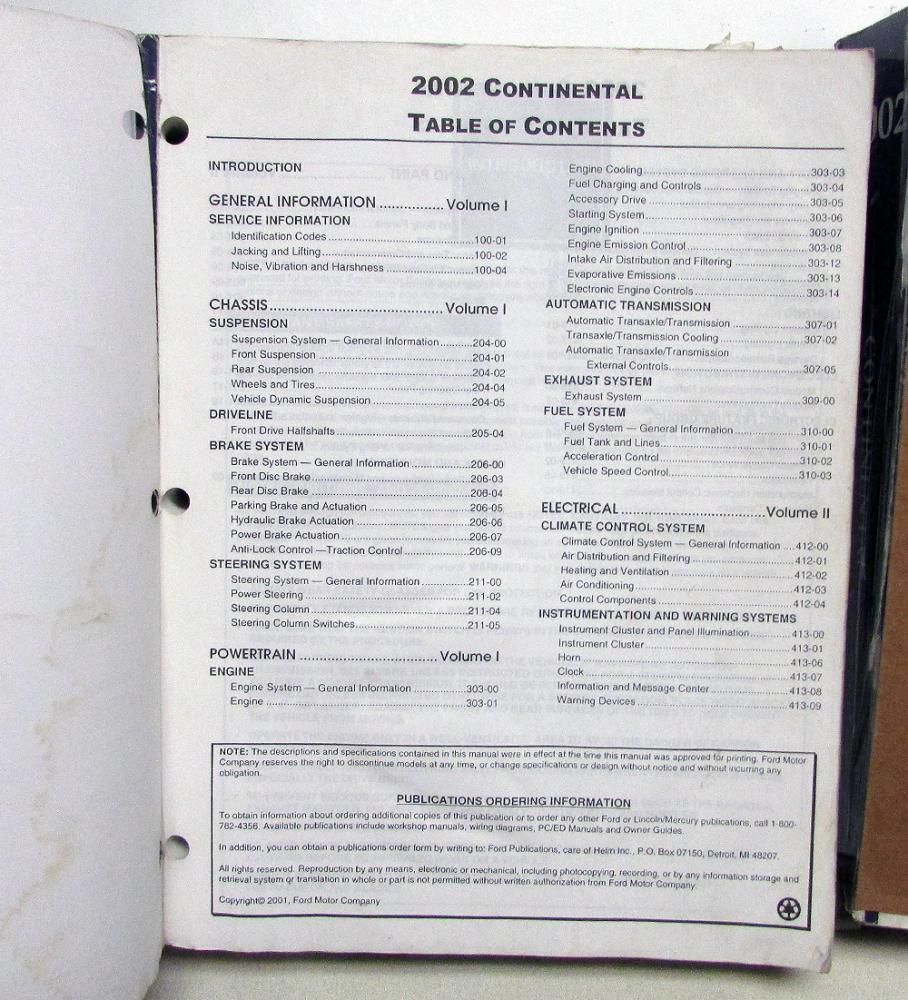 2002 CONTINENTAL
TABLE OF CONTENTS
INTRODUCTION
GENERAL INFORMATION ............... Volume I
SERVICE INFORMATION
Identification Codes ............... 100-01
Jacking and Lifting ............... 100-02
Noise, Vibration and Harshness ............... 100-04
CHASSIS ............... Volume I
SUSPENSION
Suspension System — General Information ............... 204-00
Front Suspension ............... 204-01
Rear Suspension ............... 204-02
Wheels and Tires ............... 204-04
Vehicle Dynamic Suspension ............... 204-05
DRIVELINE
Front Drive Halfshafts ............... 205-04
BRAKE SYSTEM
Brake System — General Information ............... 206-00
Front Disc Brake ............... 206-03
Rear Disc Brake ............... 206-04
Parking Brake and Actuation ............... 206-05
Hydraulic Brake Actuation ............... 206-06
Power Brake Actuation ............... 206-07
Anti-Lock Control —Traction Control ............... 206-09
STEERING SYSTEM
Steering System — General Information ............... 211-00
Power Steering ............... 211-02
Steering Column ............... 211-04
Steering Column Switches ............... 211-05
POWERTRAIN ............... Volume I
ENGINE
Engine System — General Information ............... 303-00
Engine ............... 303-01
Engine Cooling ............... 303-03
Fuel Charging and Controls ............... 303-04
Accessory Drive ............... 303-05
Starting System ............... 303-06
Engine Ignition ............... 303-07
Engine Emission Control ............... 303-08
Intake Air Distribution and Filtering ............... 303-12
Evaporative Emissions ............... 303-13
Electronic Engine Controls ............... 303-14
AUTOMATIC TRANSMISSION
Automatic Transaxle/Transmission ............... 307-01
Transaxle/Transmission Cooling ............... 307-02
Automatic Transaxle/Transmission
External Controls ............... 307-05
EXHAUST SYSTEM
Exhaust System ............... 309-00
FUEL SYSTEM
Fuel System — General Information ............... 310-00
Fuel Tank and Lines ............... 310-01
Acceleration Control ............... 310-02
Vehicle Speed Control ............... 310-03
ELECTRICAL ............... Volume II
CLIMATE CONTROL SYSTEM
Climate Control System — General Information .... 412-00
Air Distribution and Filtering ............... 412-01
Heating and Ventilation ............... 412-02
Air Conditioning ............... 412-03
Control Components ............... 412-04
INSTRUMENTATION AND WARNING SYSTEMS
Instrument Cluster and Panel Illumination ............... 413-00
Instrument Cluster ............... 413-01
Horn ............... 413-06
Clock ............... 413-07
Information and Message Center ............... 413-08
Warning Devices ............... 413-09
NOTE: The descriptions and specifications contained in this manual were in effect at the time this manual was approved for printing. Ford Motor
Company reserves the right to discontinue models at any time, or change specifications or design without notice and without incurring any
obligation.
PUBLICATIONS ORDERING INFORMATION
To obtain information about ordering additional copies of this publication or to order any other Ford or Lincoln/Mercury publications, call 1-800-
782-4356. Available publications include workshop manuals, wiring diagrams, PC/ED Manuals and Owner Guides.
In addition, you can obtain a publications order form by writing to: Ford Publications, care of Helm Inc., P.O. Box 07150, Detroit, MI 48207.
All rights reserved. Reproduction by any means, electronic or mechanical, including photocopying, recording, or by any information storage and
retrieval system or translation in whole or part is not permitted without written authorization from Ford Motor Company.
Copyright© 2001, Ford Motor Company
002